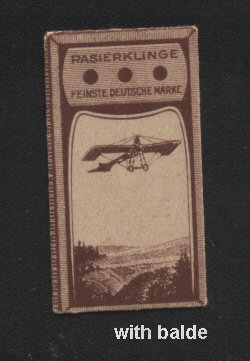 RASIERKLINGE
FEINSTE DEUTSCHE MARKE
with balde